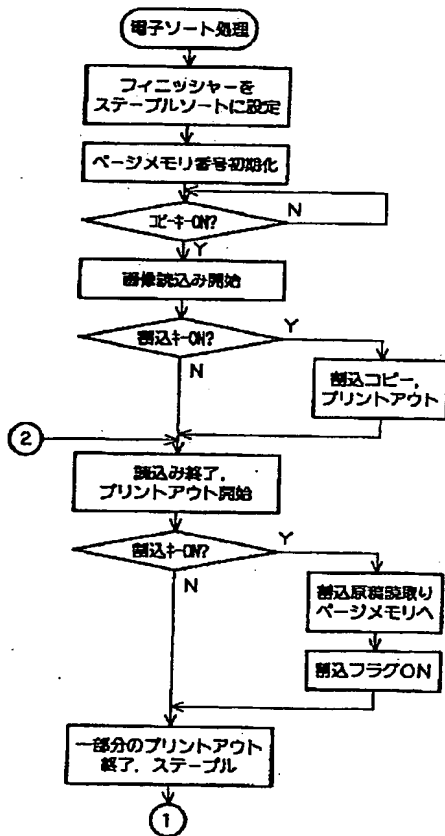 電子ソート処理
フィニッシャーを
ステープルソートに設定
ページメモリ番号初期化
コピーキーON?
N
Y
画像読込み開始
割込キーON?
Y
N
割込コピー,
プリントアウト
2
読込み終了,
プリントアウト開始
割込キーON?
Y
N
割込原稿読取り
ページメモリへ
割込フラグON
一部分のプリントアウト
終了, ステープル
1